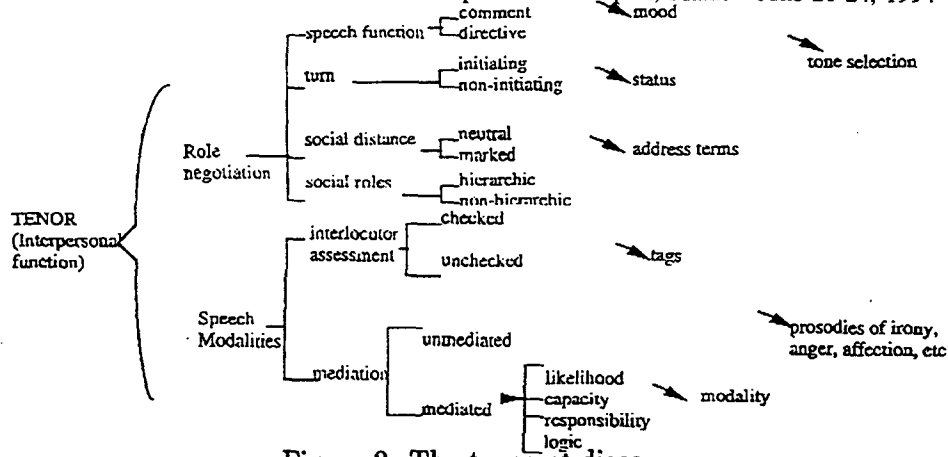 comment
mood
speech function
directive
tone selection
turn
initiating
non-initiating
status
social distance
neutral
marked
address terms
Role
negotiation
social roles
hierarchic
non-hierarchic
TENOR
(Interpersonal
function)
interlocutor
assessment
checked
unchecked
tags
Speech
Modalities
unmediated
prosodies of irony,
anger, affection, etc
mediation
mediated
likelihood
capacity
responsibility
logic
modality